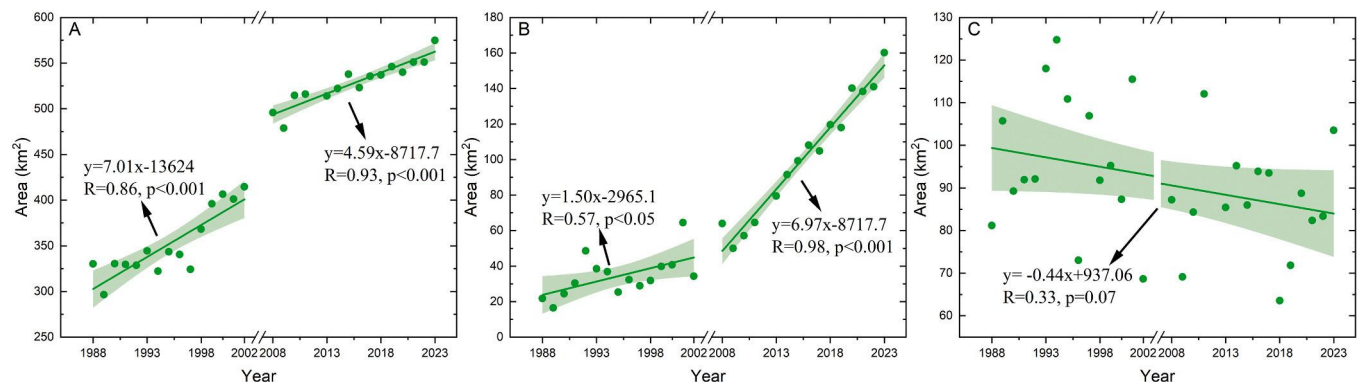 A
600
550
500
450
400
350
300
250
Area (km²)
y=7.01x-13624
R=0.86, p<0.001
y=4.59x-8717.7
R=0.93, p<0.001
1988 1993 1998 2002 2008 2013 2018 2023
Year
B
180
160
140
120
100
80
60
40
20
0
Area (km²)
y=1.50x-2965.1
R=0.57, p<0.05
y=6.97x-8717.7
R=0.98, p<0.001
1988 1993 1998 2002 2008 2013 2018 2023
Year
C
130
120
110
100
90
80
70
60
Area (km²)
y= -0.44x+937.06
R=0.33, p=0.07
1988 1993 1998 2002 2008 2013 2018 2023
Year